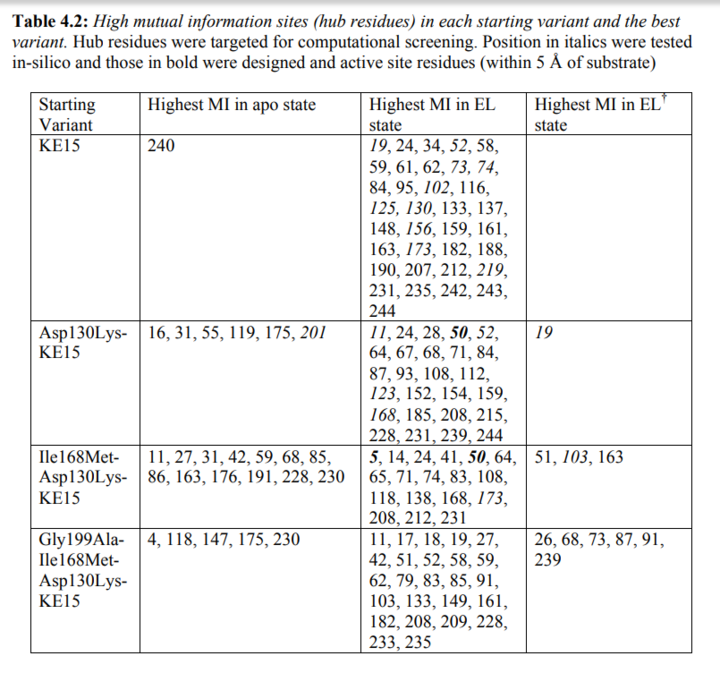 Table 4.2: High mutual information sites (hub residues) in each starting variant and the best
variant. Hub residues were targeted for computational screening. Position in italics were tested
in-silico and those in bold were designed and active site residues (within 5 Å of substrate)
Starting Variant
Highest MI in apo state
Highest MI in EL state
Highest MI in EL† state
KE15
240
19, 24, 34, 52, 58,
59, 61, 62, 73, 74,
84, 95, 102, 116,
125, 130, 133, 137,
148, 156, 159, 161,
163, 173, 182, 188,
190, 207, 212, 219,
231, 235, 242, 243,
244
Asp130Lys-
KE15
16, 31, 55, 119, 175, 201
11, 24, 28, 50, 52,
64, 67, 68, 71, 84,
87, 93, 108, 112,
123, 152, 154, 159,
168, 185, 208, 215,
228, 231, 239, 244
19
Ile168Met-
Asp130Lys-
KE15
11, 27, 31, 42, 59, 68, 85,
86, 163, 176, 191, 228, 230
5, 14, 24, 41, 50, 64,
65, 71, 74, 83, 108,
118, 138, 168, 173,
208, 212, 231
51, 103, 163
Gly199Ala-
Ile168Met-
Asp130Lys-
KE15
4, 118, 147, 175, 230
11, 17, 18, 19, 27,
42, 51, 52, 58, 59,
62, 79, 83, 85, 91,
103, 133, 149, 161,
182, 208, 209, 228,
233, 235
26, 68, 73, 87, 91,
239